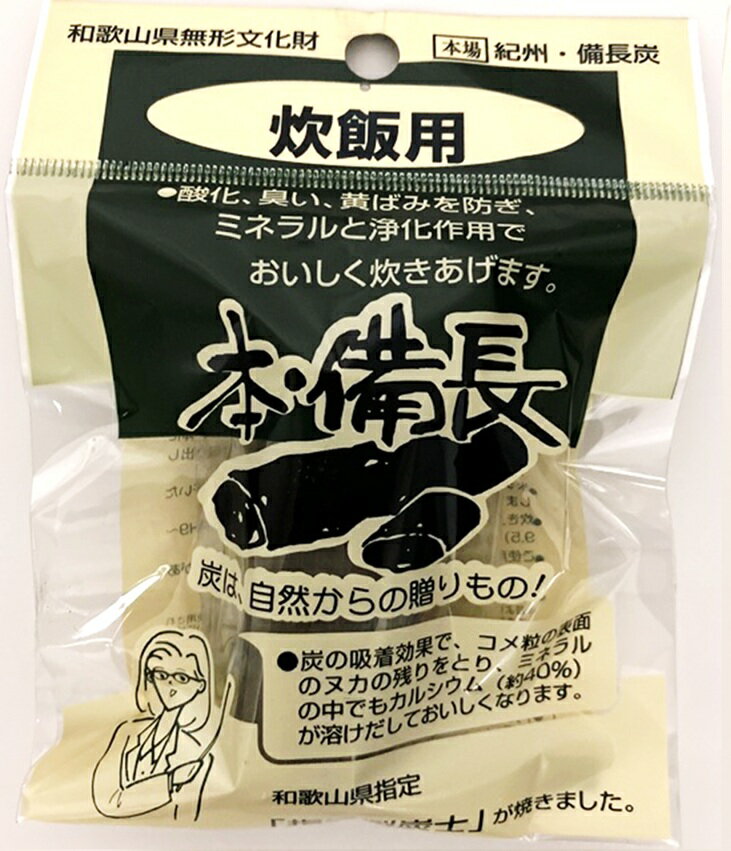 和歌山県無形文化財
本場 紀州・備長炭
炊飯用
●酸化、臭い、黄ばみを防ぎ、
ミネラルと浄化作用で
おいしく炊きあげます。
本・備長
炭は、自然からの贈りもの!
●炭の吸着効果で、コメ粒の表面
のヌカの残りをとり、ミネラル
の中でもカルシウム(約40%)
が溶けだしておいしくなります。
和歌山県指定
が焼きました。